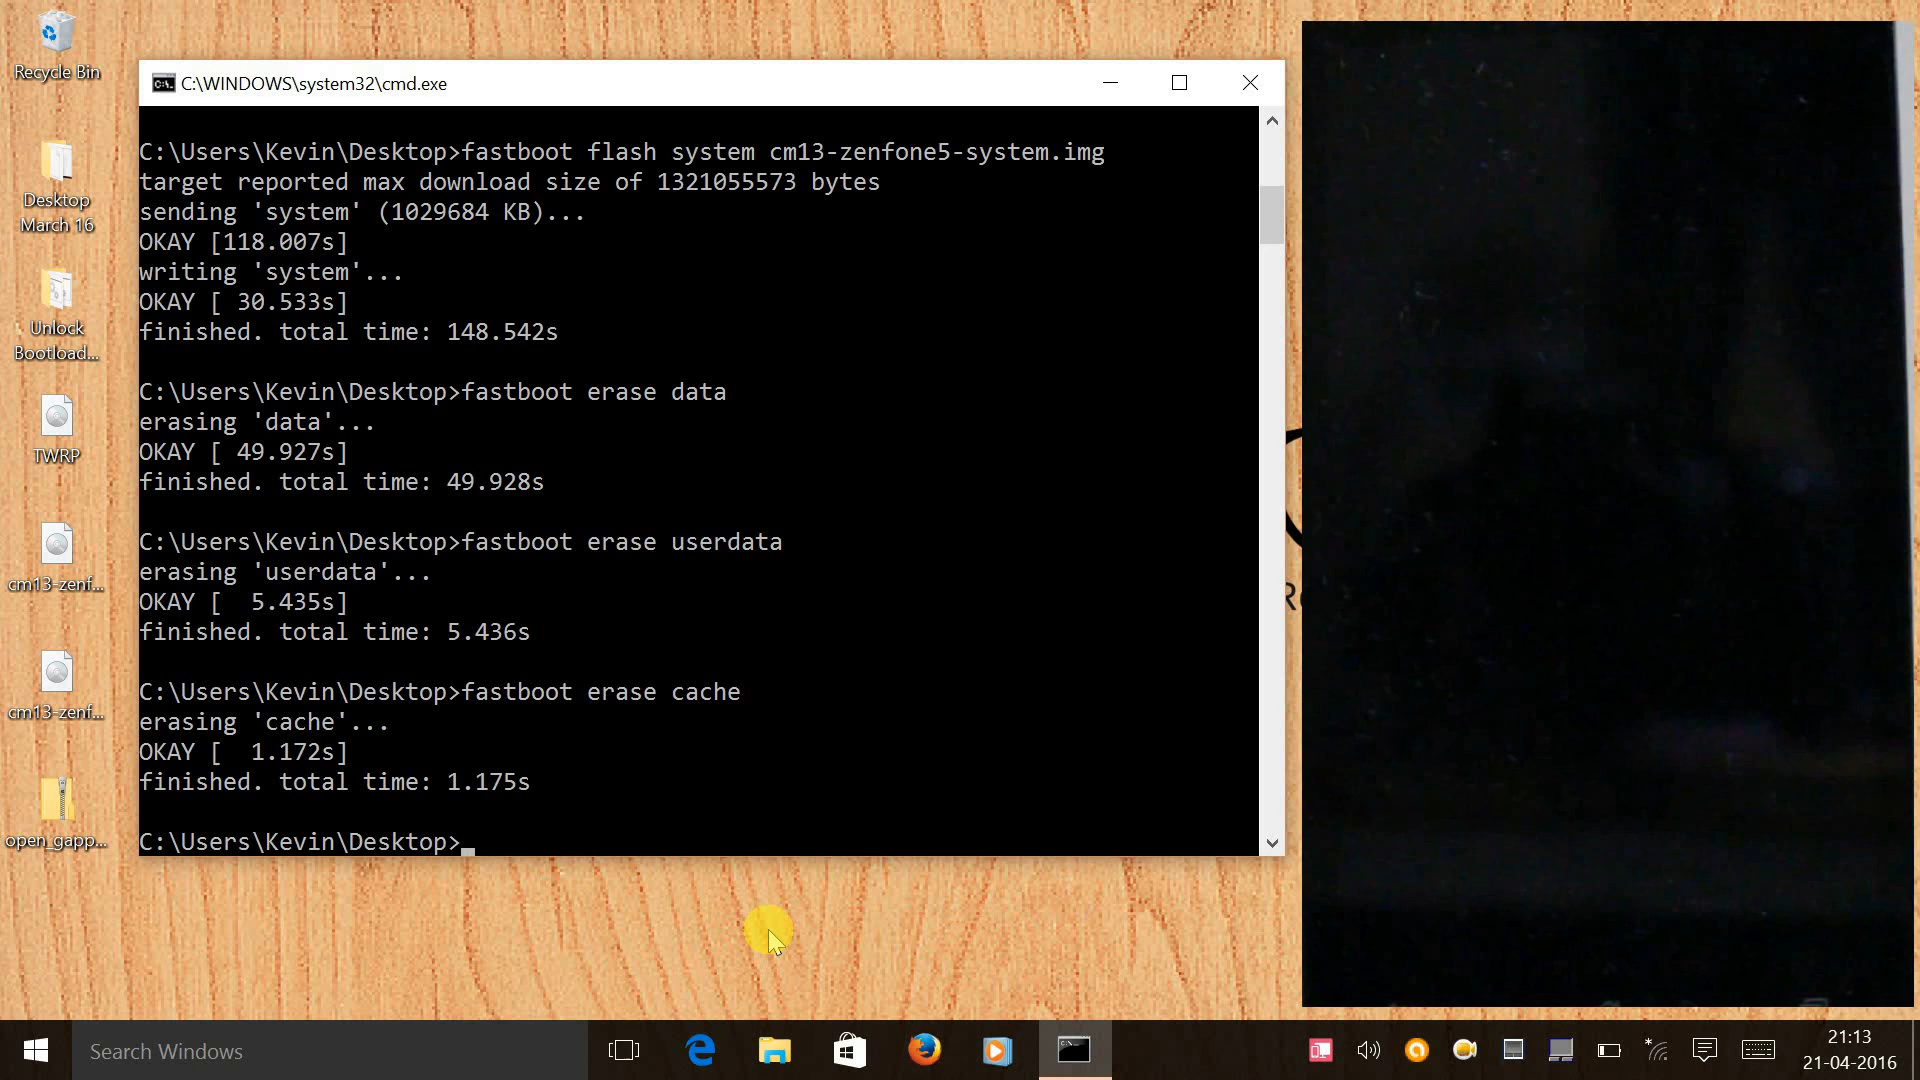 Recycle Bin
Desktop
March 16
Unlock
Bootload...
TWRP
cm13-zenf...
cm13-zenf...
open_gapp...
C:\WINDOWS\system32\cmd.exe
C:\Users\Kevin\Desktop>fastboot flash system cm13-zenfone5-system.img
target reported max download size of 1321055573 bytes
sending 'system' (1029684 KB)...
OKAY [118.007s]
writing 'system'...
OKAY [ 30.533s]
finished. total time: 148.542s
C:\Users\Kevin\Desktop>fastboot erase data
erasing 'data'...
OKAY [ 49.927s]
finished. total time: 49.928s
C:\Users\Kevin\Desktop>fastboot erase userdata
erasing 'userdata'...
OKAY [  5.435s]
finished. total time: 5.436s
C:\Users\Kevin\Desktop>fastboot erase cache
erasing 'cache'...
OKAY [  1.172s]
finished. total time: 1.175s
C:\Users\Kevin\Desktop>
Search Windows
21:13
21-04-2016